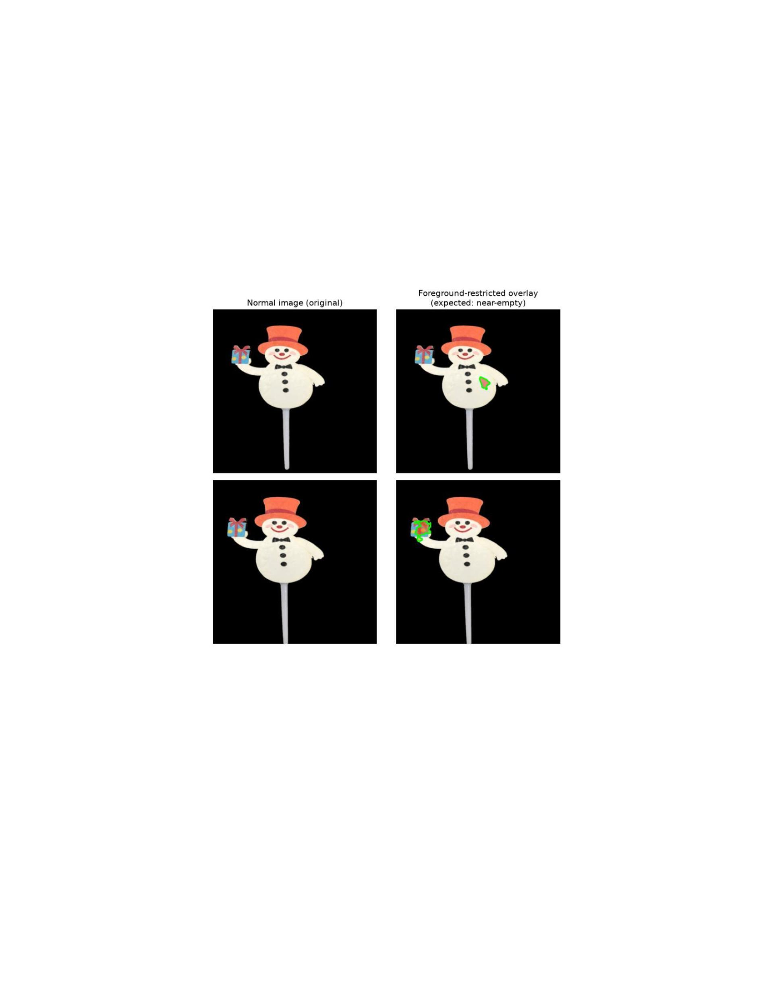 Normal image (original)
Foreground-restricted overlay
(expected: near-empty)